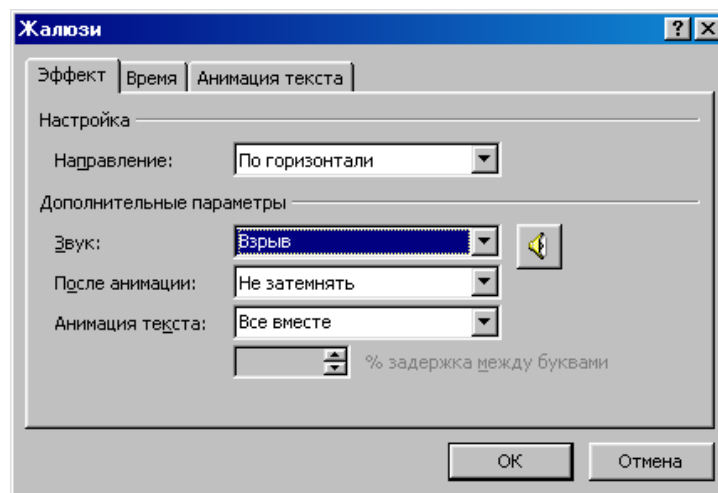 Жалюзи
Эффект Время Анимация текста
Настройка
Направление: По горизонтали
Дополнительные параметры
Звук: Взрыв
После анимации: Не затемнять
Анимация текста: Все вместе
% задержка между буквами
ОК Отмена